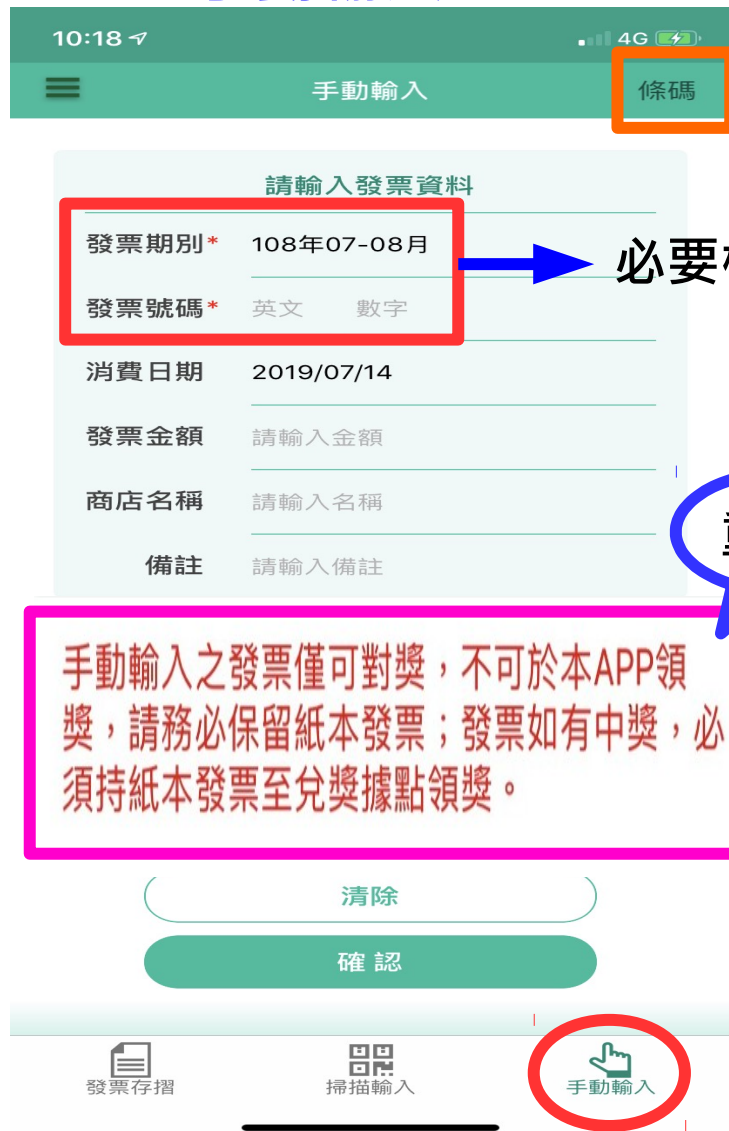 10:18
4G
手動輸入
條碼
請輸入發票資料
發票期別* 108年07-08月
必要
發票號碼* 英文 數字
消費日期 2019/07/14
發票金額 請輸入金額
商店名稱 請輸入名稱
備註 請輸入備註
手動輸入之發票僅可對獎，不可於本APP領
獎，請務必保留紙本發票；發票如有中獎，必
須持紙本發票至兌獎據點領獎。
清除
確認
發票存摺 掃描輸入 手動輸入